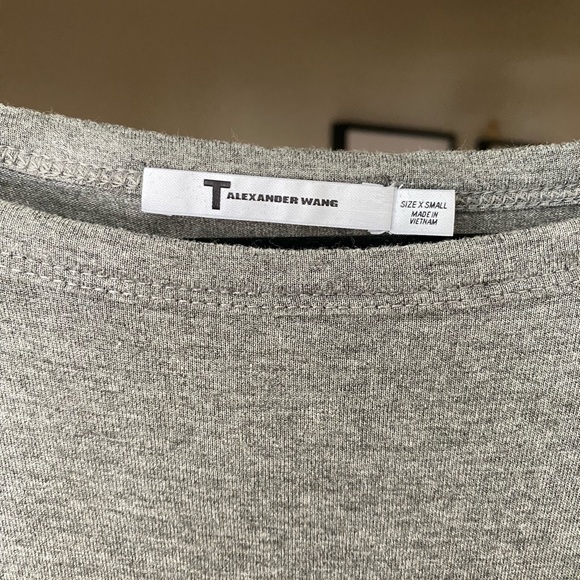 T ALEXANDER WANG
SIZE X SMALL
MADE IN
VIETNAM